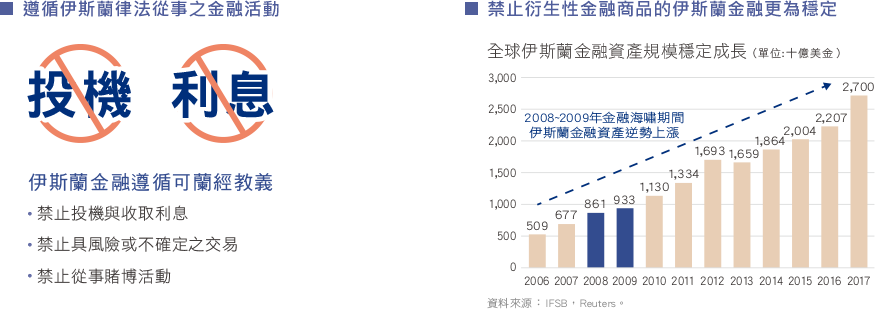 遵循伊斯蘭律法從事之金融活動
投機
利息
伊斯蘭金融遵循可蘭經教義
•禁止投機與收取利息
•禁止具風險或不確定之交易
•禁止從事賭博活動
禁止衍生性金融商品的伊斯蘭金融更為穩定
全球伊斯蘭金融資產規模穩定成長（單位:十億美金）
3,000
2,500
2,000
1,500
1,000
500
0
2008~2009年金融海嘯期間
伊斯蘭金融資產逆勢上漲
509
677
861
933
1,130
1,334
1,693
1,659
1,864
2,004
2,207
2,700
2006 2007 2008 2009 2010 2011 2012 2013 2014 2015 2016 2017
資料來源：IFSB，Reuters。